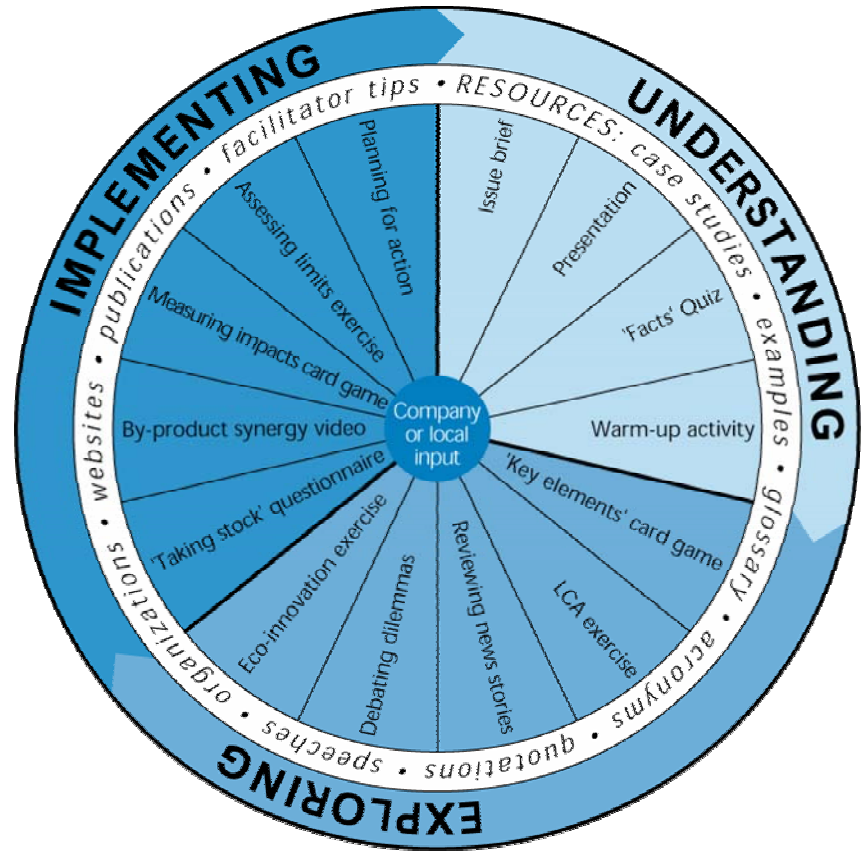 UNDERSTANDING
EXPLORING
IMPLEMENTING
RESOURCES: case studies • examples • glossary • acronyms • quotations • speeches • organizations • websites • publications • facilitator tips •
Issue brief
Presentation
'Facts' Quiz
Warm-up activity
'Key elements' card game
LCA exercise
Reviewing news stories
Debating dilemmas
Eco-innovation exercise
'Taking stock' questionnaire
By-product synergy video
Measuring impacts card game
Assessing limits exercise
Planning for action
Company
or local
input